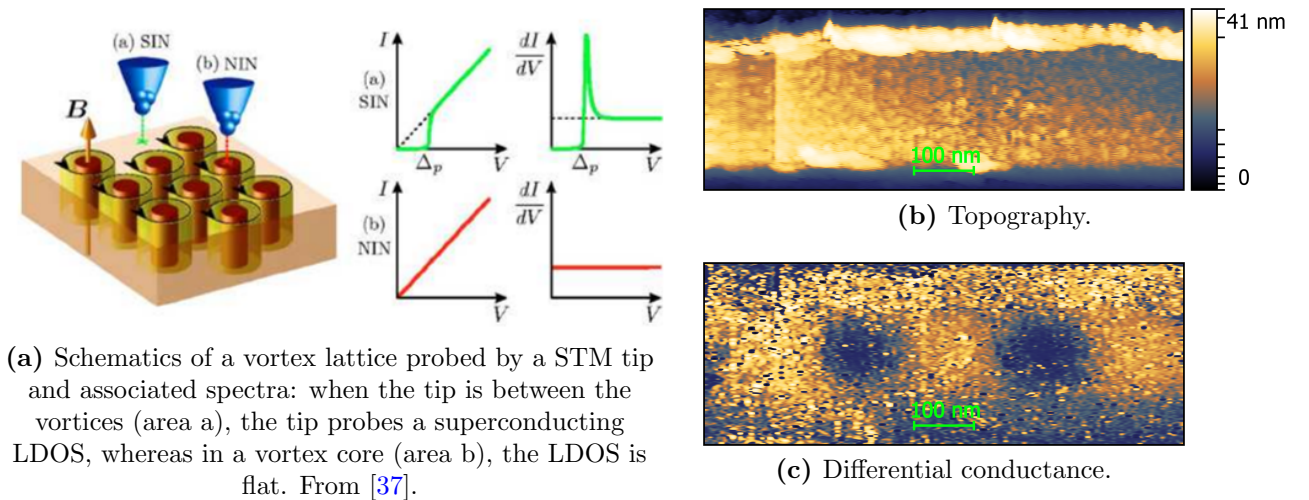 (a) SIN
(b) NIN
B
I
(a)
SIN
Δp
V
dI
dV
Δp
V
I
(b)
NIN
V
dI
dV
V
(a) Schematics of a vortex lattice probed by a STM tip
and associated spectra: when the tip is between the
vortices (area a), the tip probes a superconducting
LDOS, whereas in a vortex core (area b), the LDOS is
flat. From [37].
41 nm
0
100 nm
(b) Topography.
100 nm
(c) Differential conductance.